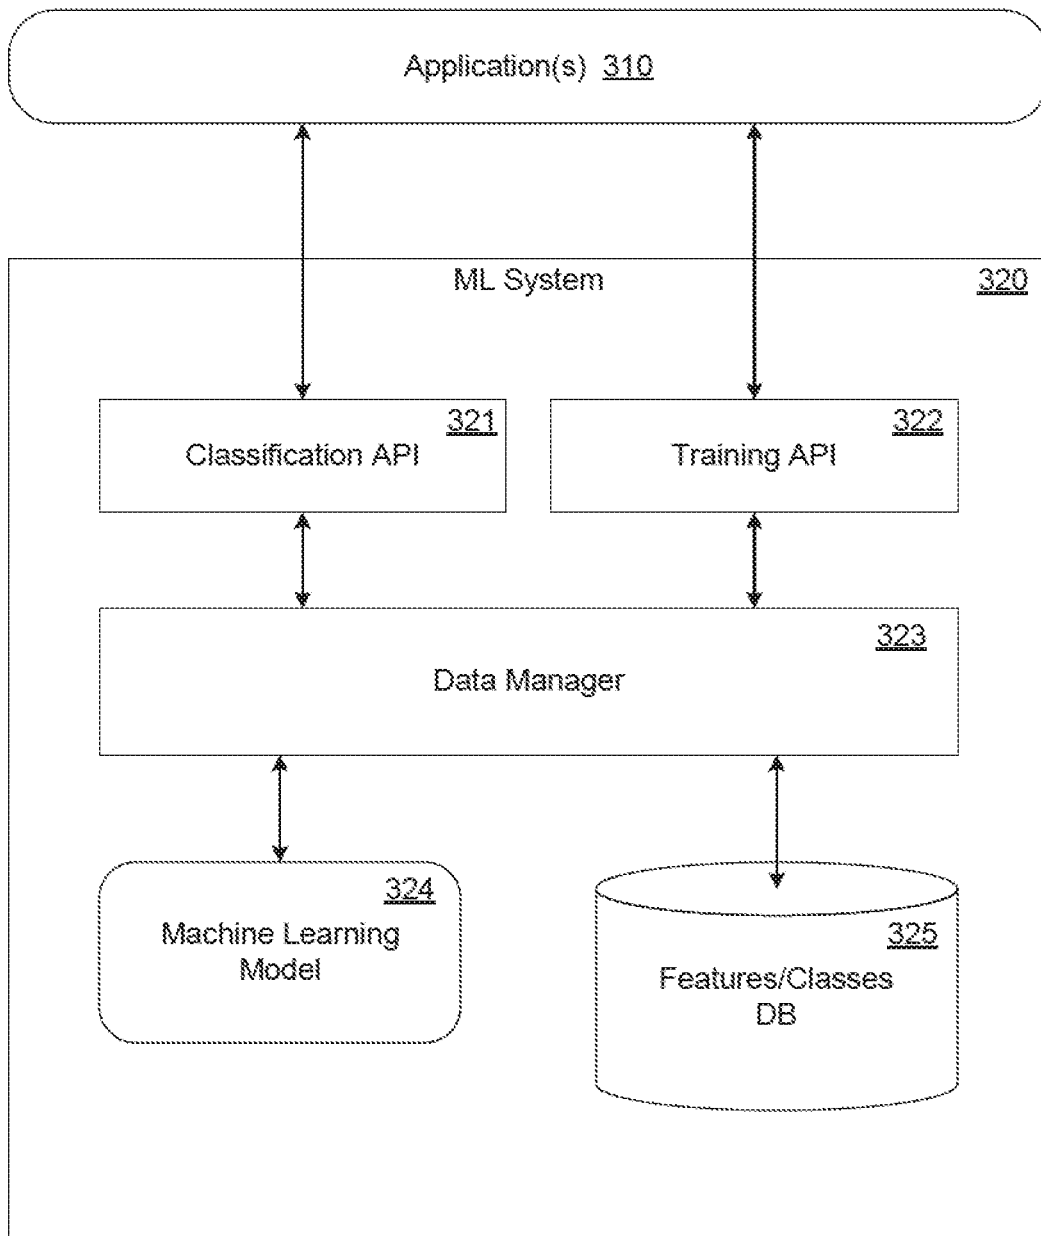 Application(s) 310
ML System
320
321
Classification API
322
Training API
323
Data Manager
324
Machine Learning
Model
325
Features/Classes
DB